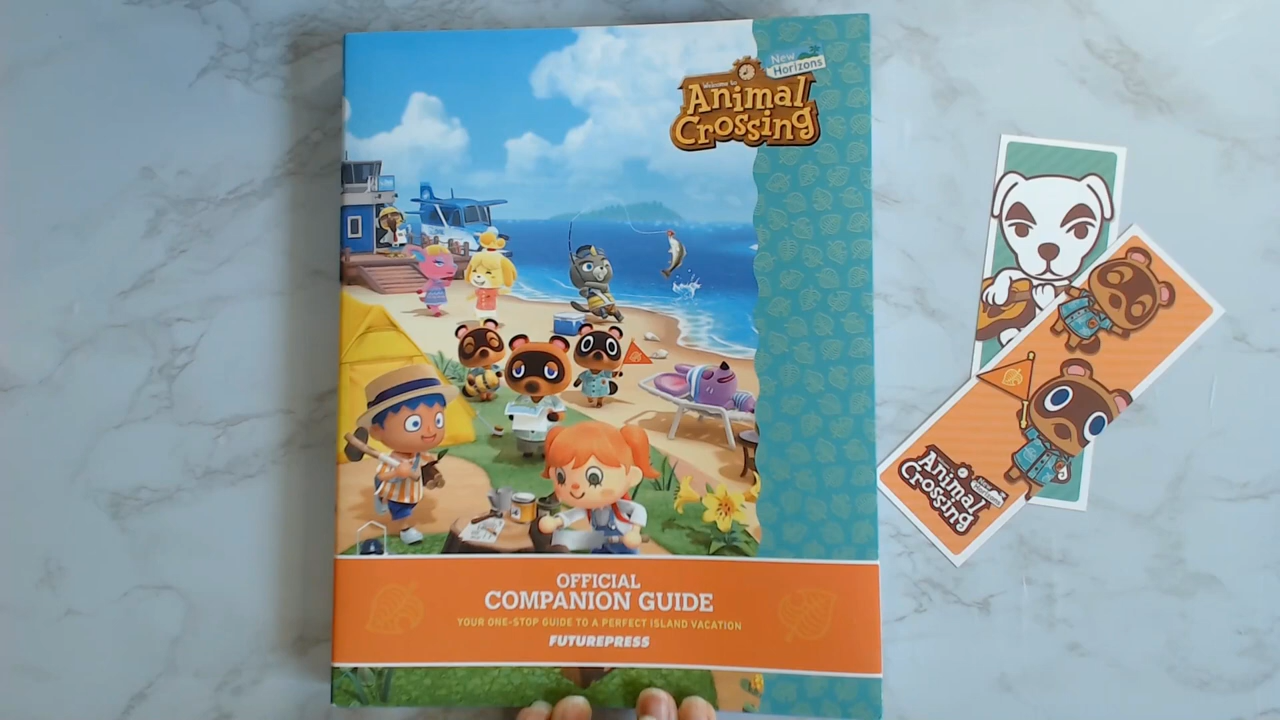 New
Horizons
Welcome to
Animal
Crossing
OFFICIAL
COMPANION GUIDE
YOUR ONE-STOP GUIDE TO A PERFECT ISLAND VACATION
FUTUREPRESS
New
Horizons
Animal
Crossing